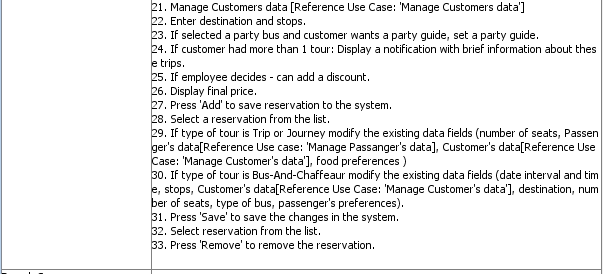 21. Manage Customers data [Reference Use Case: 'Manage Customers data']
22. Enter destination and stops.
23. If selected a party bus and customer wants a party guide, set a party guide.
24. If customer had more than 1 tour: Display a notification with brief information about thes
e trips.
25. If employee decides - can add a discount.
26. Display final price.
27. Press 'Add' to save reservation to the system.
28. Select a reservation from the list.
29. If type of tour is Trip or Journey modify the existing data fields (number of seats, Passen
ger's data[Reference Use case: 'Manage Passanger's data], Customer's data[Reference Use
Case: 'Manage Customer's data'], food preferences )
30. If type of tour is Bus-And-Chaffeaur modify the existing data fields (date interval and tim
e, stops, Customer's data[Reference Use Case: 'Manage Customer's data'], destination, num
ber of seats, type of bus, passenger's preferences).
31. Press 'Save' to save the changes in the system.
32. Select reservation from the list.
33. Press 'Remove' to remove the reservation.